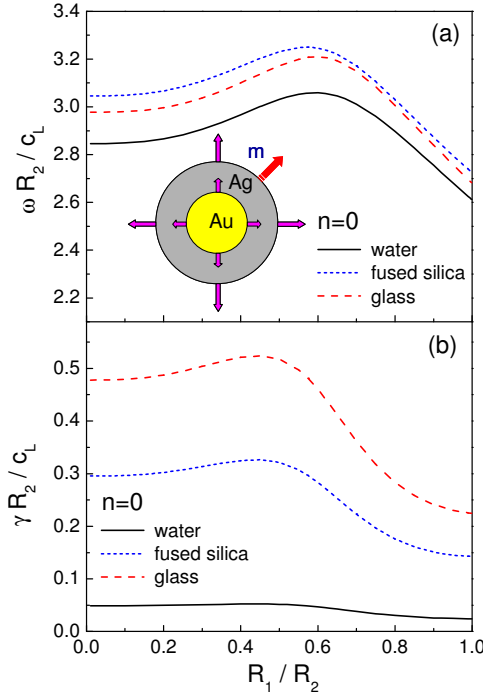 (a)
3.4
3.2
3.0
2.8
2.6
2.4
2.2
ω R₂ / c_L
m
Ag
Au
n=0
water
fused silica
glass
(b)
0.5
0.4
0.3
0.2
0.1
0.0
γ R₂ / c_L
n=0
water
fused silica
glass
0.0 0.2 0.4 0.6 0.8 1.0
R₁ / R₂